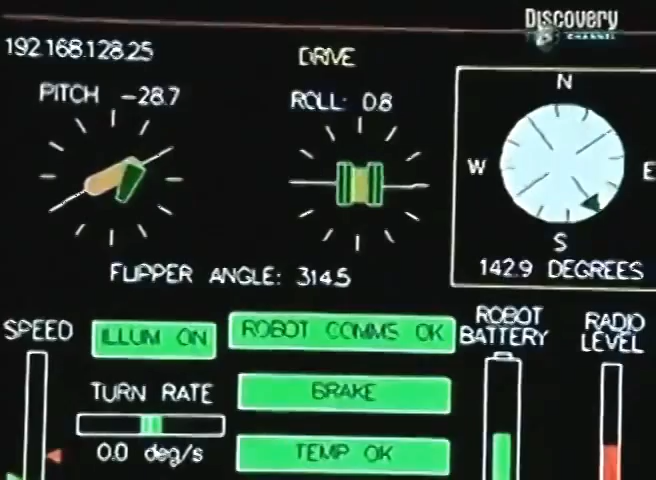 Discovery
CHANNEL
192.168.128.25
DRIVE
PITCH -28.7
ROLL: 0.8
N
W
E
S
FLIPPER ANGLE: 314.5
142.9 DEGREES
SPEED
ILLUM ON
ROBOT COMMS OK
ROBOT
BATTERY
RADIO
LEVEL
TURN RATE
BRAKE
0.0 deg/s
TEMP OK